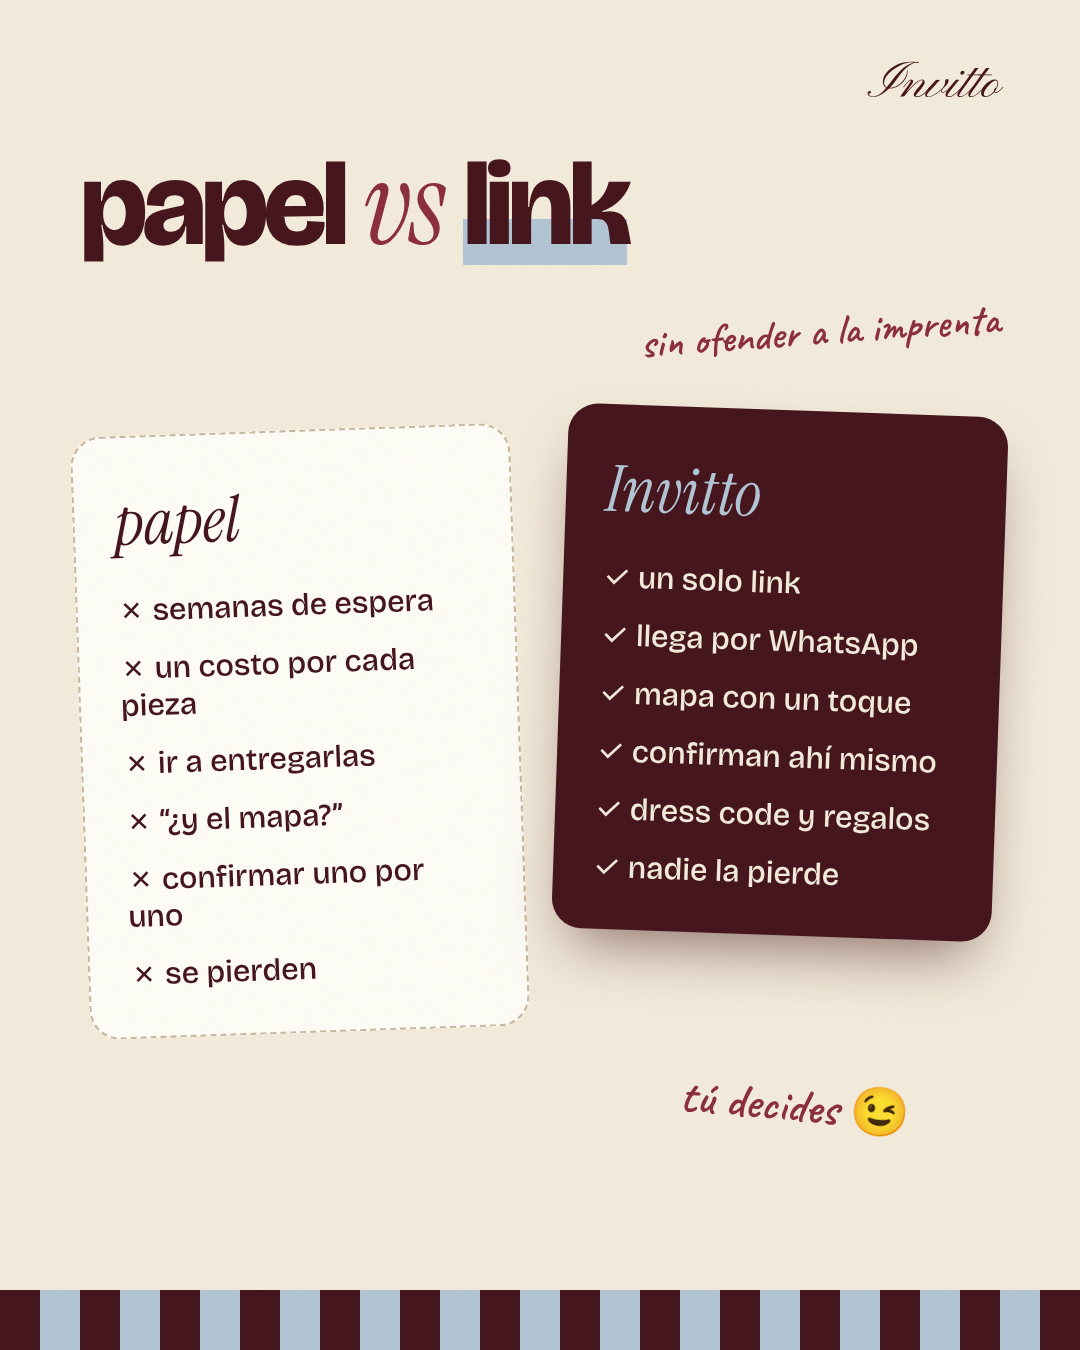 Invitto
papel vs link
sin ofender a la imprenta
papel
× semanas de espera
× un costo por cada
pieza
× ir a entregarlas
× “¿y el mapa?”
× confirmar uno por
uno
× se pierden
Invitto
✓ un solo link
✓ llega por WhatsApp
✓ mapa con un toque
✓ confirman ahí mismo
✓ dress code y regalos
✓ nadie la pierde
tú decides 😉